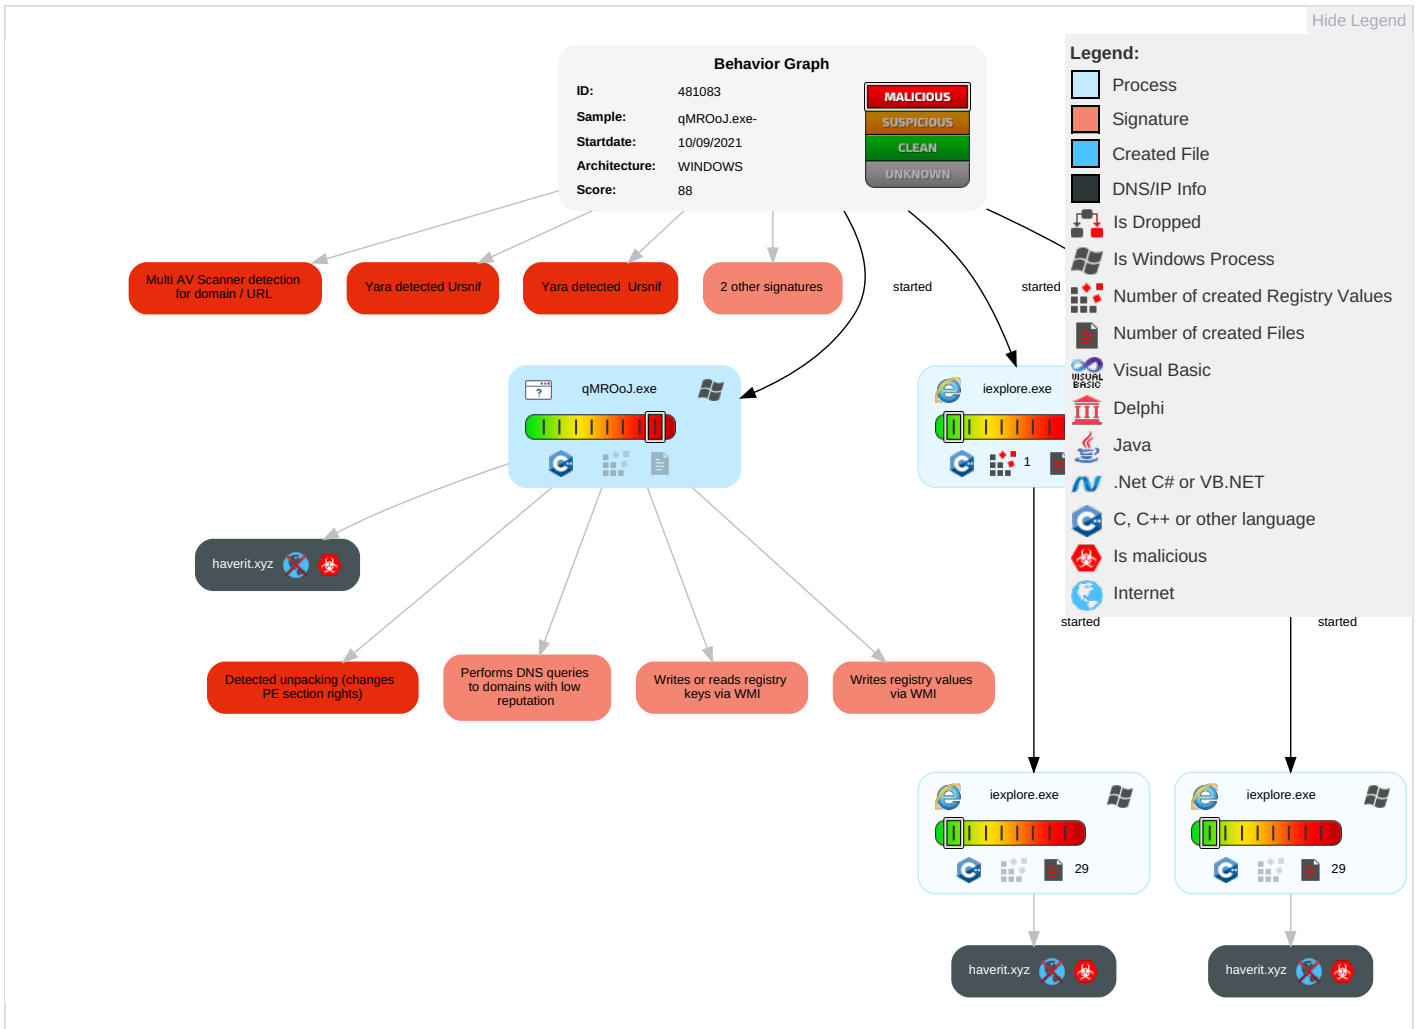 Hide Legend
Behavior Graph
ID: 481083
Sample: qMROoJ.exe-
Startdate: 10/09/2021
Architecture: WINDOWS
Score: 88
MALICIOUS
SUSPICIOUS
CLEAN
UNKNOWN
Legend:
Process
Signature
Created File
DNS/IP Info
Is Dropped
Is Windows Process
Number of created Registry Values
Number of created Files
VISUAL
BASIC
Visual Basic
Delphi
Java
.Net C# or VB.NET
C, C++ or other language
Is malicious
Internet
Multi AV Scanner detection
for domain / URL
Yara detected Ursnif
Yara detected  Ursnif
2 other signatures
started
started
qMROoJ.exe
?
iexplore.exe
1
haverit.xyz
started
started
Detected unpacking (changes
PE section rights)
Performs DNS queries
to domains with low
reputation
Writes or reads registry
keys via WMI
Writes registry values
via WMI
iexplore.exe
29
iexplore.exe
29
haverit.xyz
haverit.xyz